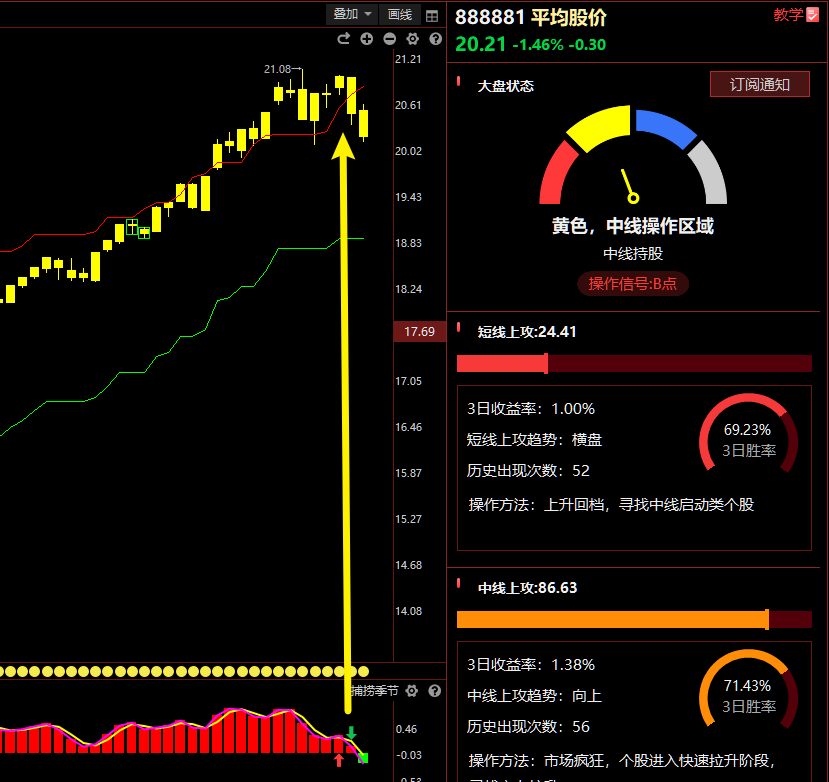 叠加 画线
888881 平均股价
教学
20.21 -1.46% -0.30
21.21
21.08
大盘状态
订阅通知
20.61
20.02
19.43
黄色，中线操作区域
18.83
中线持股
操作信号:B点
18.24
17.69
短线上攻:24.41
17.05
3日收益率：1.00%
69.23%
16.46
短线上攻趋势：横盘
3日胜率
15.87
历史出现次数：52
操作方法：上升回档，寻找中线启动类个股
15.27
14.68
中线上攻:86.63
14.08
3日收益率：1.38%
71.43%
捕捞季节
中线上攻趋势：向上
3日胜率
0.46
历史出现次数：56
-0.03
操作方法：市场疯狂，个股进入快速拉升阶段，